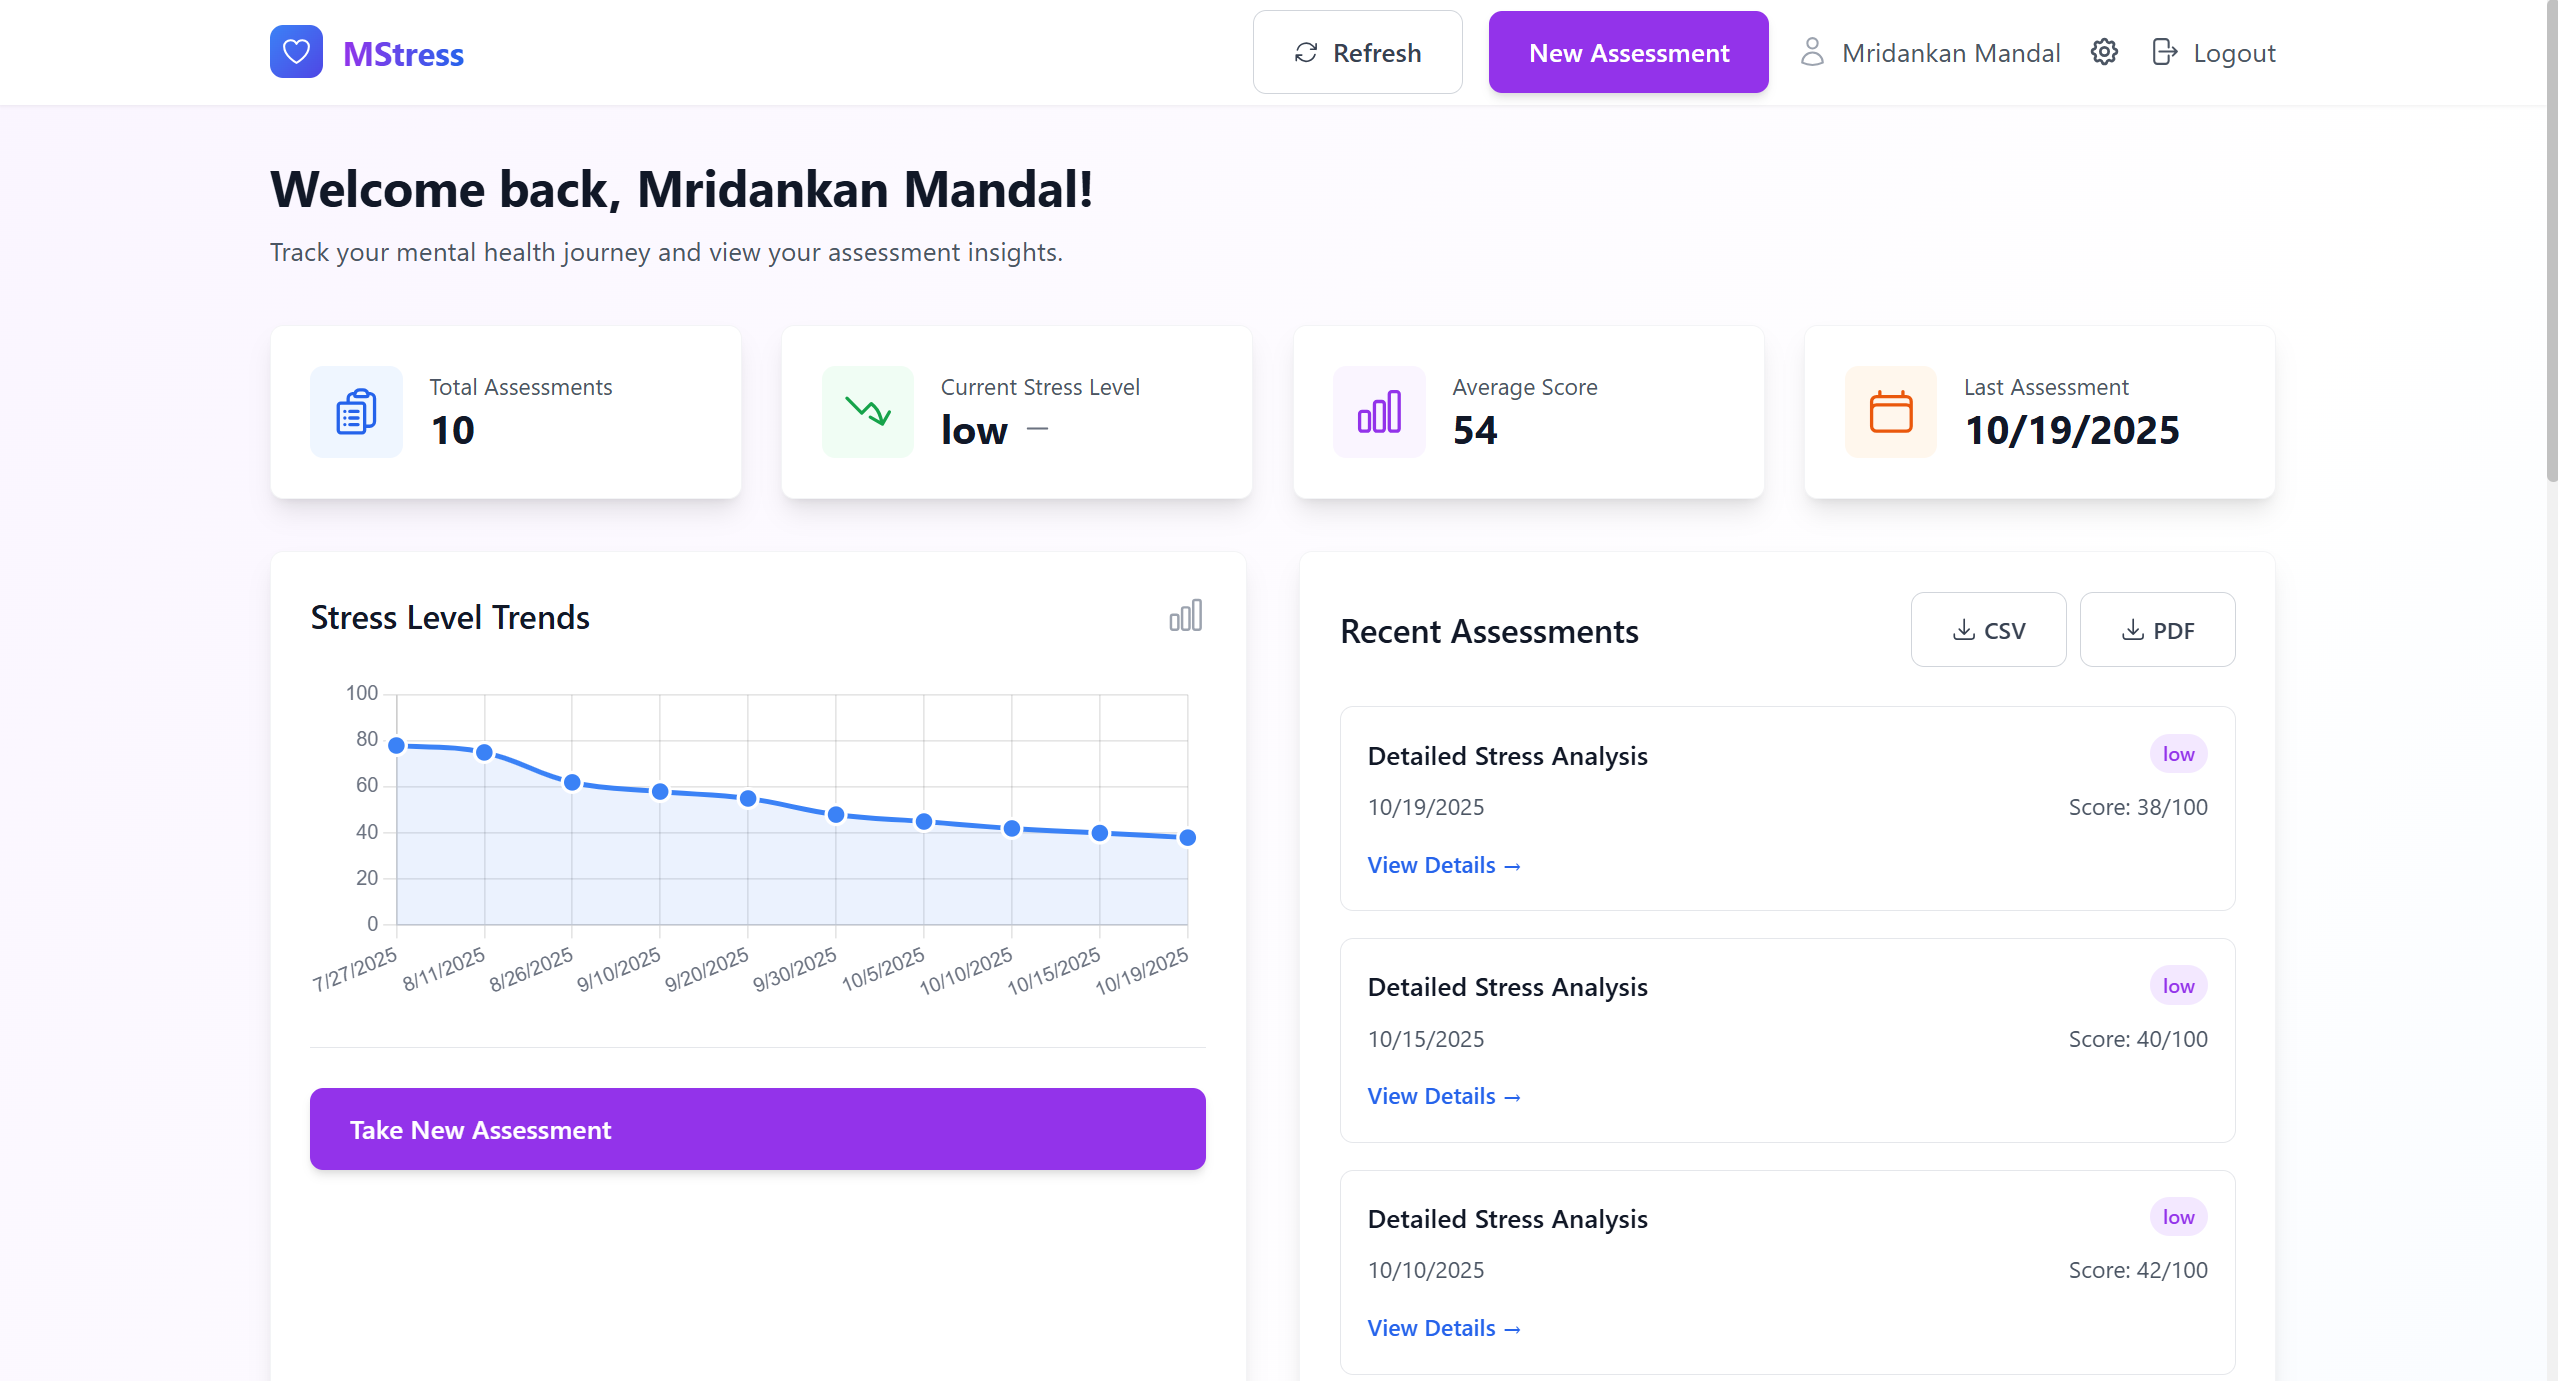 MStress
Refresh
New Assessment
Mridankan Mandal
Logout
Welcome back, Mridankan Mandal!
Track your mental health journey and view your assessment insights.
Total Assessments
10
Current Stress Level
low —
Average Score
54
Last Assessment
10/19/2025
Stress Level Trends
100
80
60
40
20
0
7/27/2025
8/11/2025
8/26/2025
9/10/2025
9/20/2025
9/30/2025
10/5/2025
10/10/2025
10/15/2025
10/19/2025
Take New Assessment
Recent Assessments
CSV
PDF
Detailed Stress Analysis
low
10/19/2025
Score: 38/100
View Details →
Detailed Stress Analysis
low
10/15/2025
Score: 40/100
View Details →
Detailed Stress Analysis
low
10/10/2025
Score: 42/100
View Details →